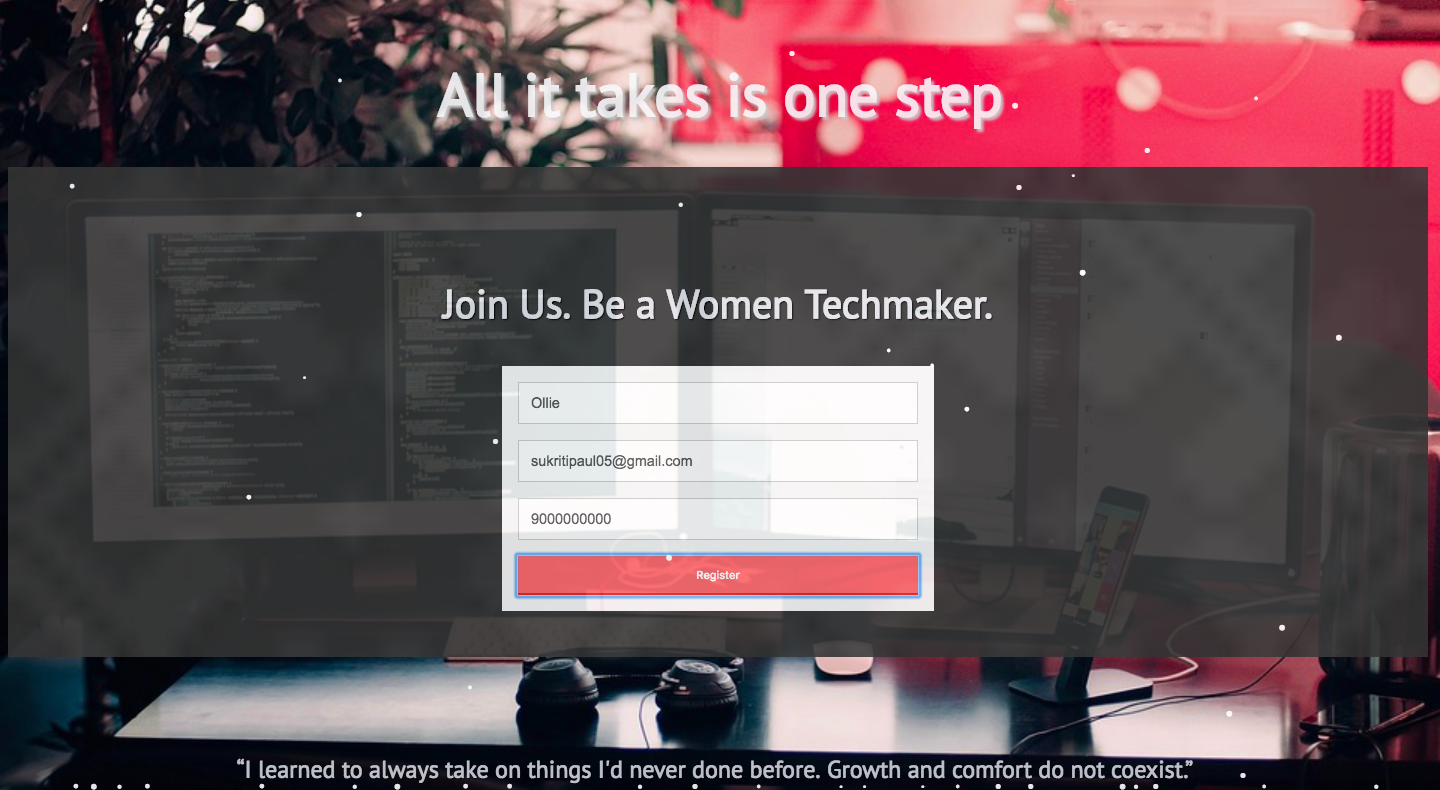 All it takes is one step
Join Us. Be a Women Techmaker.
Ollie
sukritipaul05@gmail.com
9000000000
Register
“I learned to always take on things I'd never done before. Growth and comfort do not coexist.”